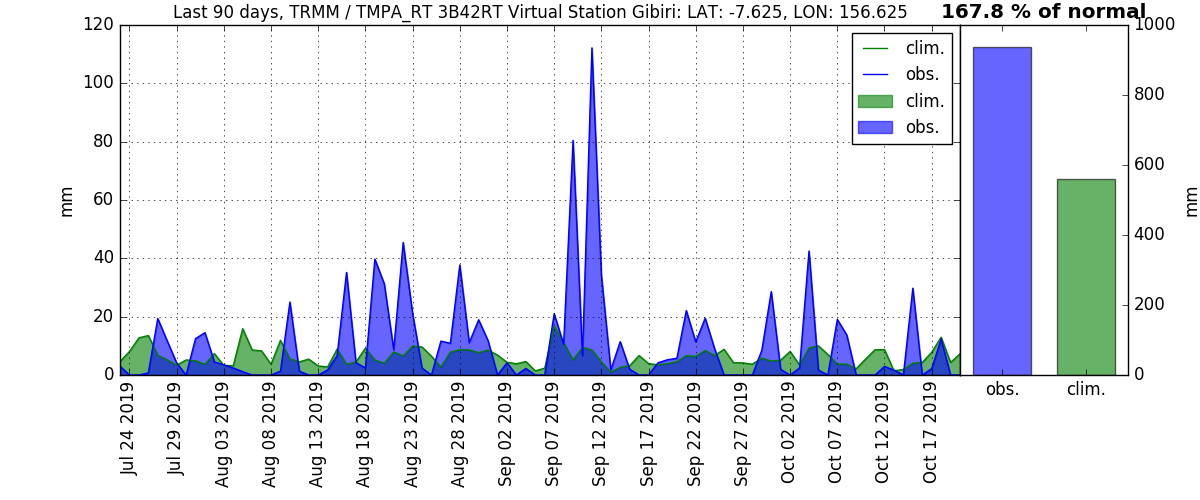 Last 90 days, TRMM / TMPA_RT 3B42RT Virtual Station Gibiri: LAT: -7.625, LON: 156.625
167.8 % of normal
120
100
80
60
40
20
0
mm
clim.
obs.
clim.
obs.
1000
800
600
400
200
0
mm
Jul 24 2019
Jul 29 2019
Aug 03 2019
Aug 08 2019
Aug 13 2019
Aug 18 2019
Aug 23 2019
Aug 28 2019
Sep 02 2019
Sep 07 2019
Sep 12 2019
Sep 17 2019
Sep 22 2019
Sep 27 2019
Oct 02 2019
Oct 07 2019
Oct 12 2019
Oct 17 2019
obs.
clim.